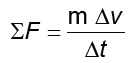 ΣF = m Δv / Δt